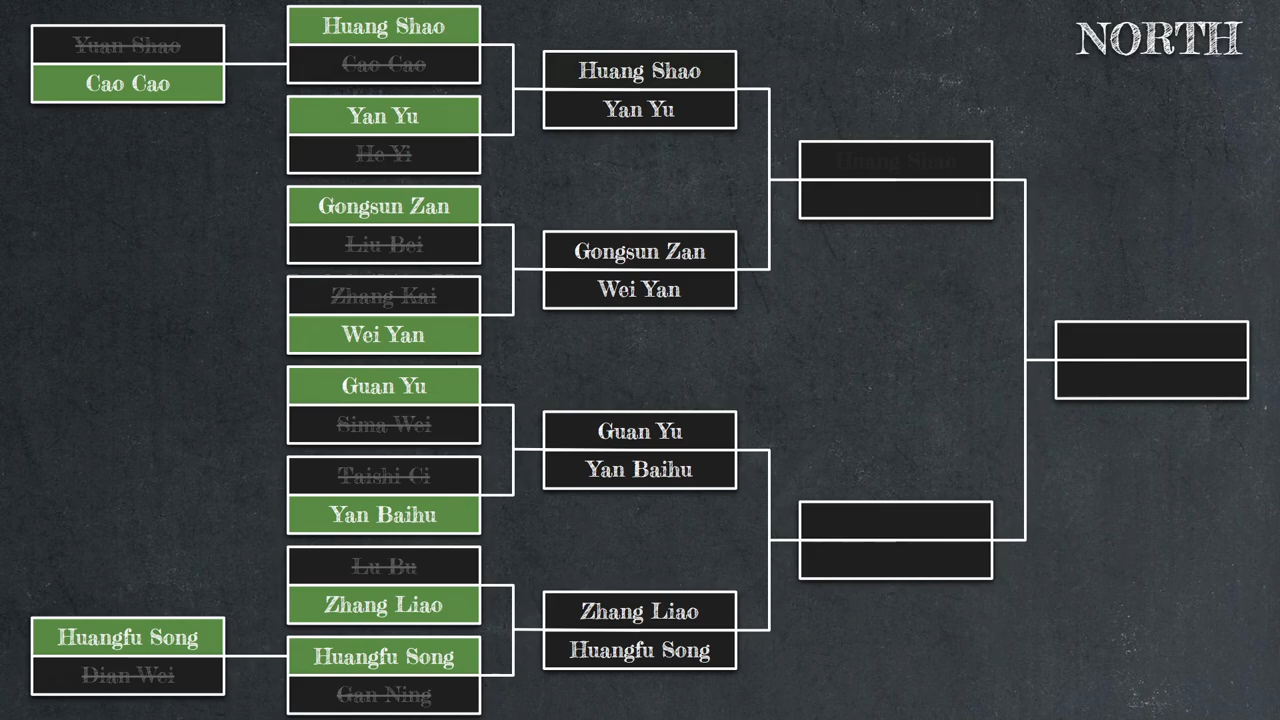 NORTH
Yuan Shao
Cao Cao
Huangfu Song
Dian Wei
Huang Shao
Cao Cao
Yan Yu
He Yi
Gongsun Zan
Liu Bei
Zhang Kai
Wei Yan
Guan Yu
Sima Wei
Taishi Ci
Yan Baihu
Lu Bu
Zhang Liao
Huangfu Song
Gan Ning
Huang Shao
Yan Yu
Gongsun Zan
Wei Yan
Guan Yu
Yan Baihu
Zhang Liao
Huangfu Song
Huang Shao